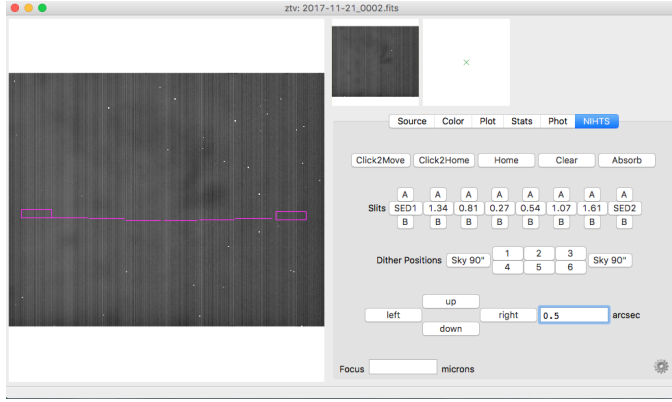 ztv: 2017-11-21_0002.fits
Source Color Plot Stats Phot NIHTS
Click2Move Click2Home Home Clear Absorb
A A A A A A A A
Slits SED1 1.34 0.81 0.27 0.54 1.07 1.61 SED2
B B B B B B B B
Dither Positions Sky 90" 1 2 3 Sky 90"
4 5 6
up
left right 0.5 arcsec
down
Focus microns